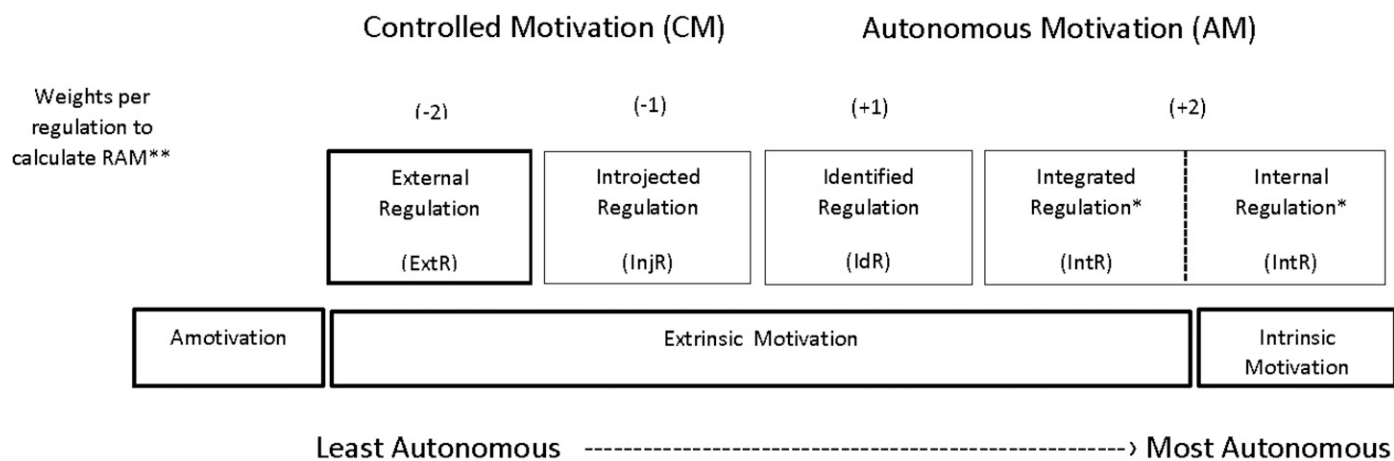 Controlled Motivation (CM)
Autonomous Motivation (AM)
Weights per
regulation to
calculate RAM**
(-2)
(-1)
(+1)
(+2)
External
Regulation
(ExtR)
Introjected
Regulation
(InjR)
Identified
Regulation
(IdR)
Integrated
Regulation*
(IntR)
Internal
Regulation*
(IntR)
Amotivation
Extrinsic Motivation
Intrinsic
Motivation
Least Autonomous
Most Autonomous